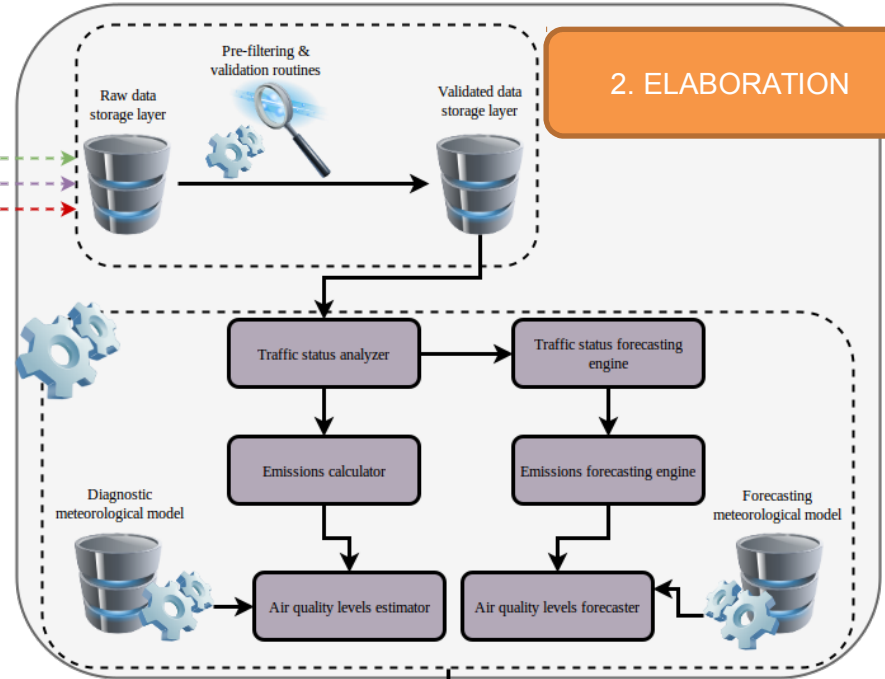 2. ELABORATION
Pre-filtering &
validation routines
Raw data
storage layer
Validated data
storage layer
Traffic status analyzer
Traffic status forecasting
engine
Emissions calculator
Emissions forecasting engine
Diagnostic
meteorological model
Forecasting
meteorological model
Air quality levels estimator
Air quality levels forecaster